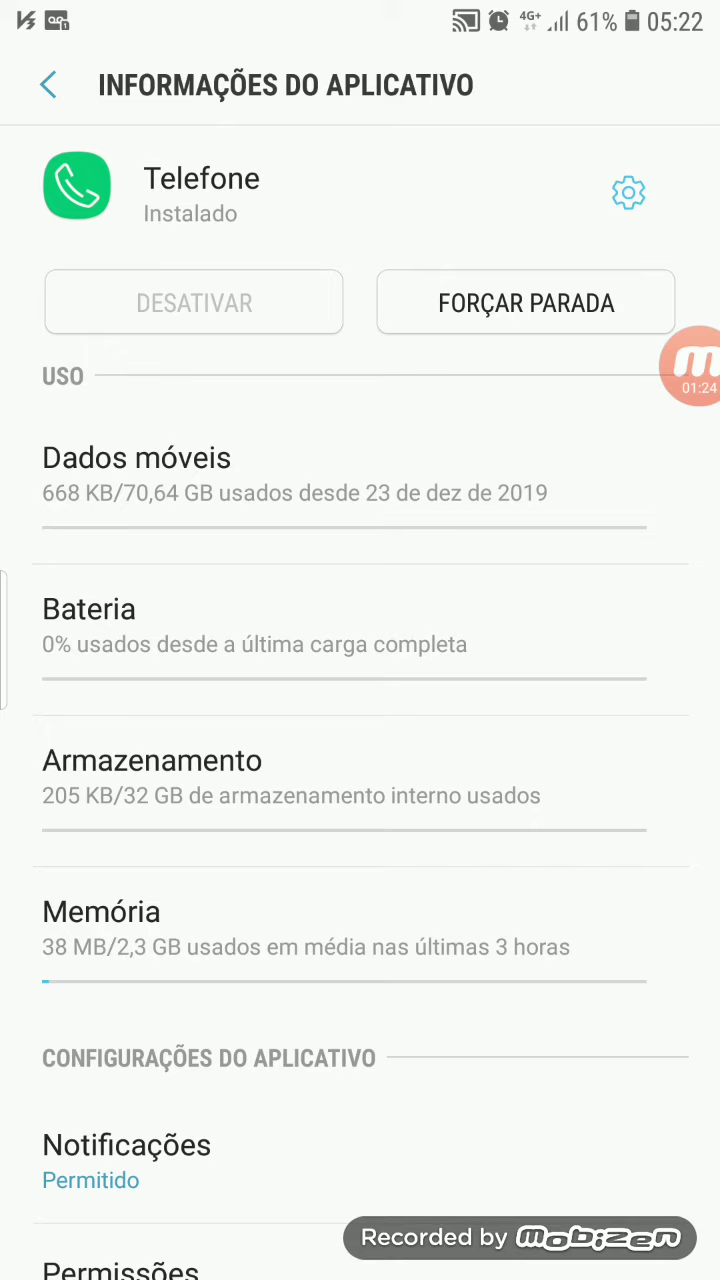 4G+ 61% 05:22
INFORMAÇÕES DO APLICATIVO
Telefone
Instalado
DESATIVAR
FORÇAR PARADA
USO
m
01:24
Dados móveis
668 KB/70,64 GB usados desde 23 de dez de 2019
Bateria
0% usados desde a última carga completa
Armazenamento
205 KB/32 GB de armazenamento interno usados
Memória
38 MB/2,3 GB usados em média nas últimas 3 horas
CONFIGURAÇÕES DO APLICATIVO
Notificações
Permitido
Recorded by mobizen
Permissões